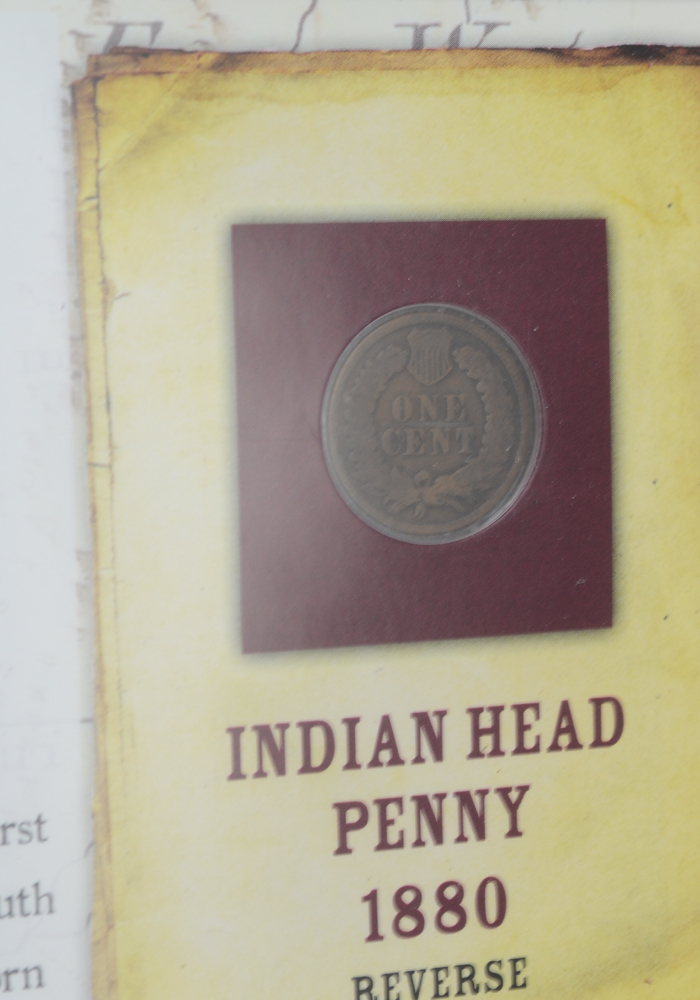 E W
ONE
CENT
INDIAN HEAD
PENNY
1880
REVERSE
rst
uth
orn